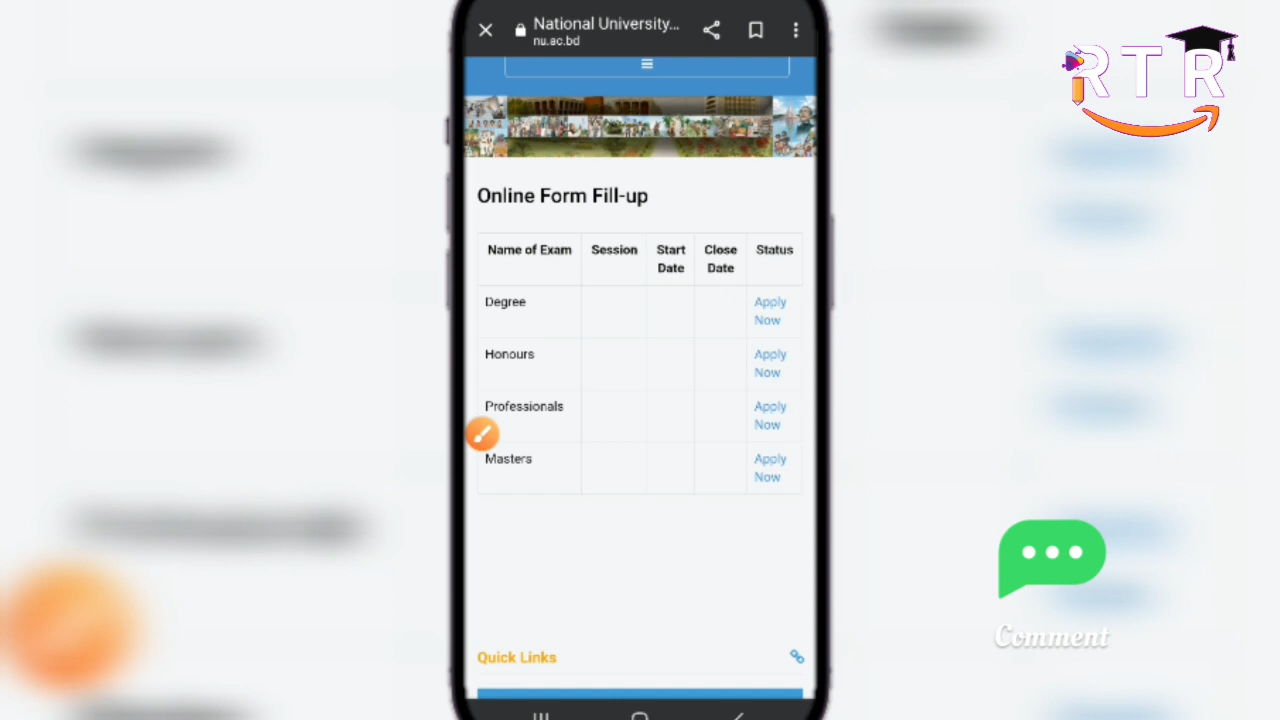 National University...
nu.ac.bd
RTR
Online Form Fill-up
Name of Exam Session Start Date Close Date Status
Degree Apply Now
Honours Apply Now
Professionals Apply Now
Masters Apply Now
Quick Links
Comment